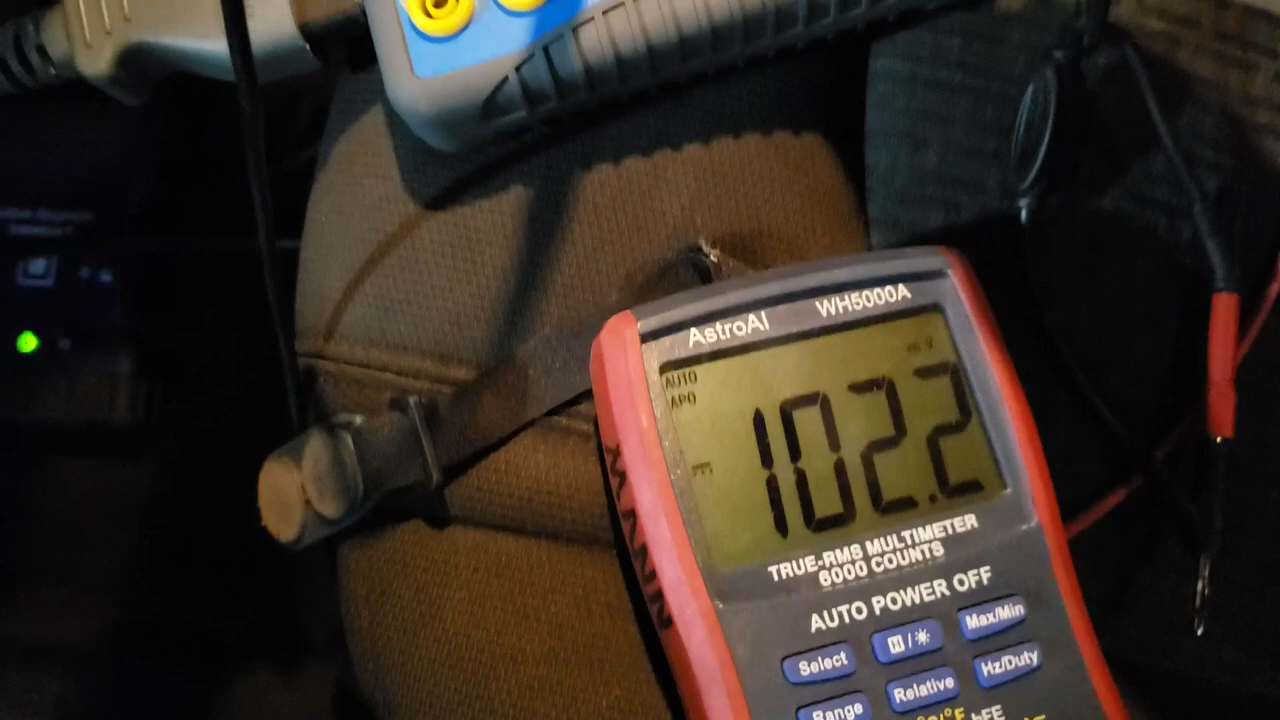 AstroAI WH5000A
mV
AUTO
APO
102.2
MANN
TRUE-RMS MULTIMETER
6000 COUNTS
AUTO POWER OFF
Select H/☀ Max/Min
Range Relative Hz/Duty
°C/°F hFE